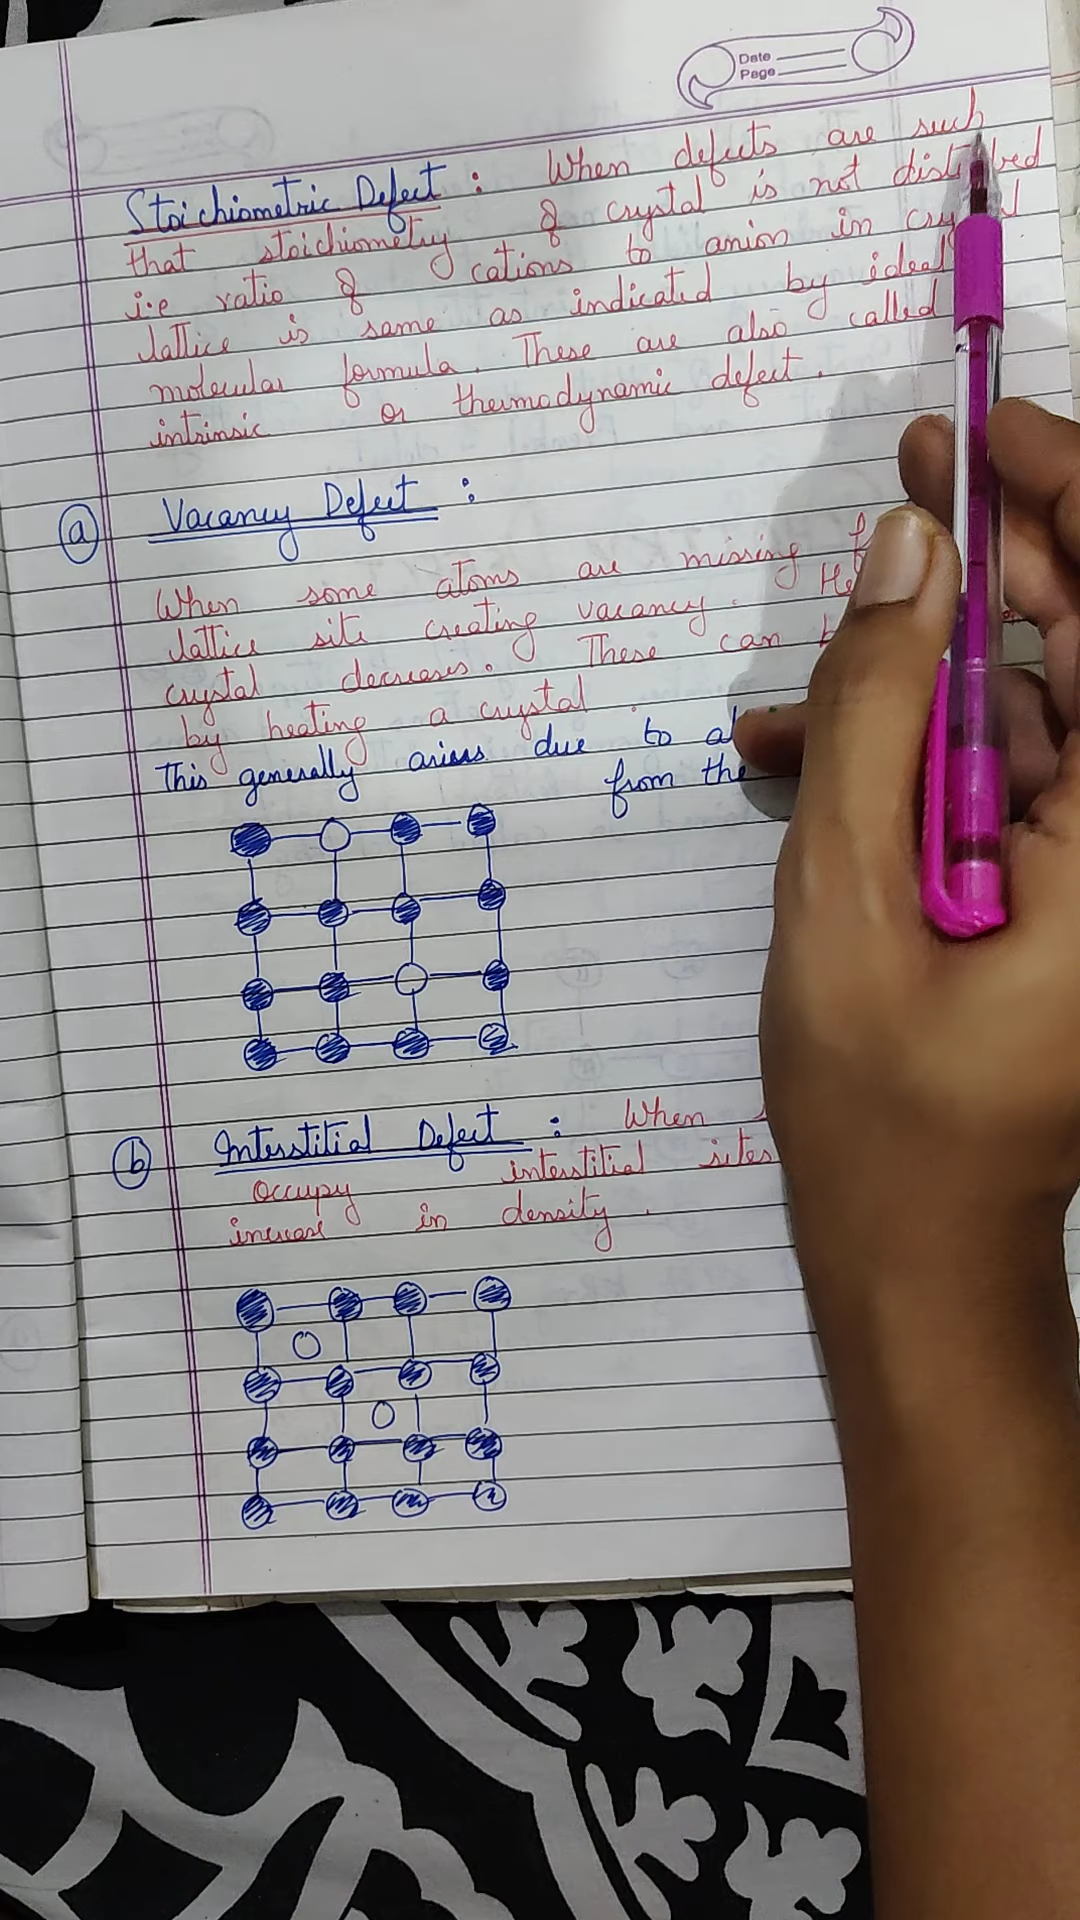 Date
Page
Stoichiometric Defect : When defects are such
that stoichiometry of crystal is not
i.e ratio of cations to anion in
lattice is same as indicated by ideal
molecular formula. These are also called
intrinsic or thermodynamic defect.
a Vacancy Defect :
When some atoms are missing
lattice site creating vacancy.
crystal decreases. These can
by heating a crystal.
This generally arises due to
from the
b Interstitial Defect : When
occupy interstitial sites
increase in density.